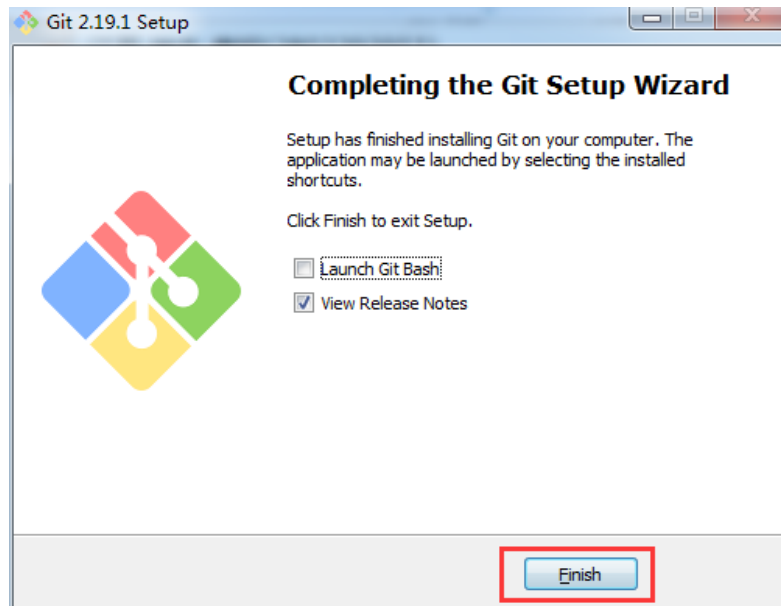 Git 2.19.1 Setup
Completing the Git Setup Wizard
Setup has finished installing Git on your computer. The
application may be launched by selecting the installed
shortcuts.
Click Finish to exit Setup.
Launch Git Bash
View Release Notes
Finish